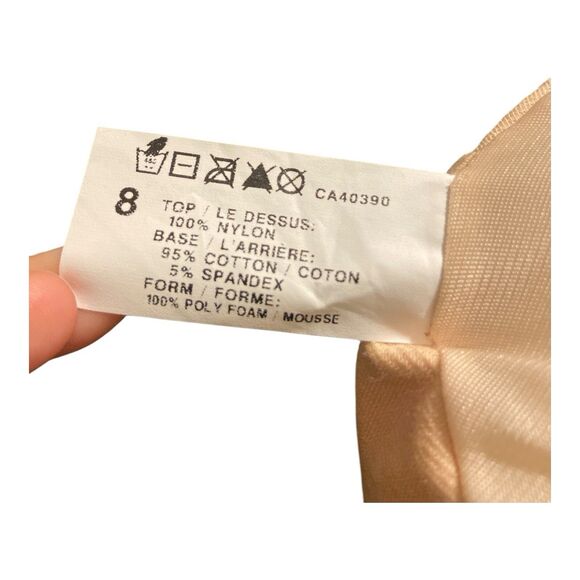 CA40390
8
TOP / LE DESSUS:
100% NYLON
BASE / L'ARRIÈRE:
95% COTTON / COTON
5% SPANDEX
FORM / FORME:
100% POLY FOAM / MOUSSE